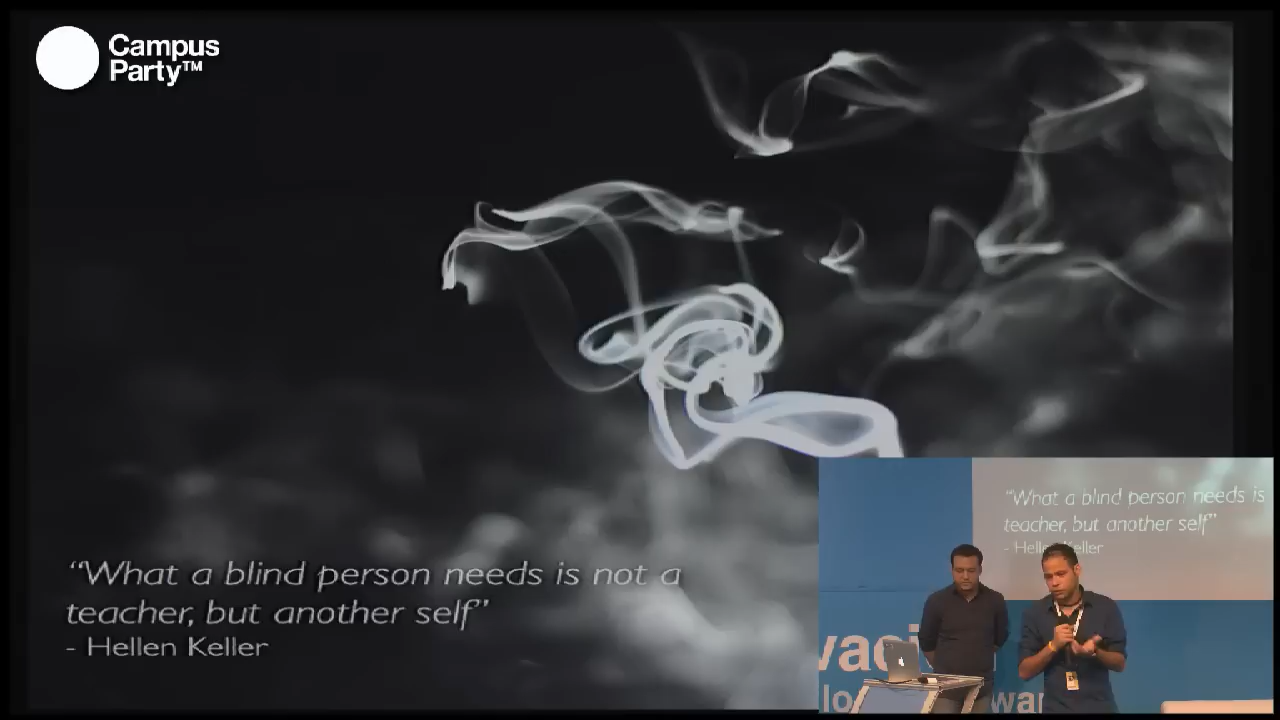 Campus
Party™
“What a blind person needs is not a
teacher, but another self”
- Hellen Keller
“What a blind person needs is
teacher, but another self”
- Keller